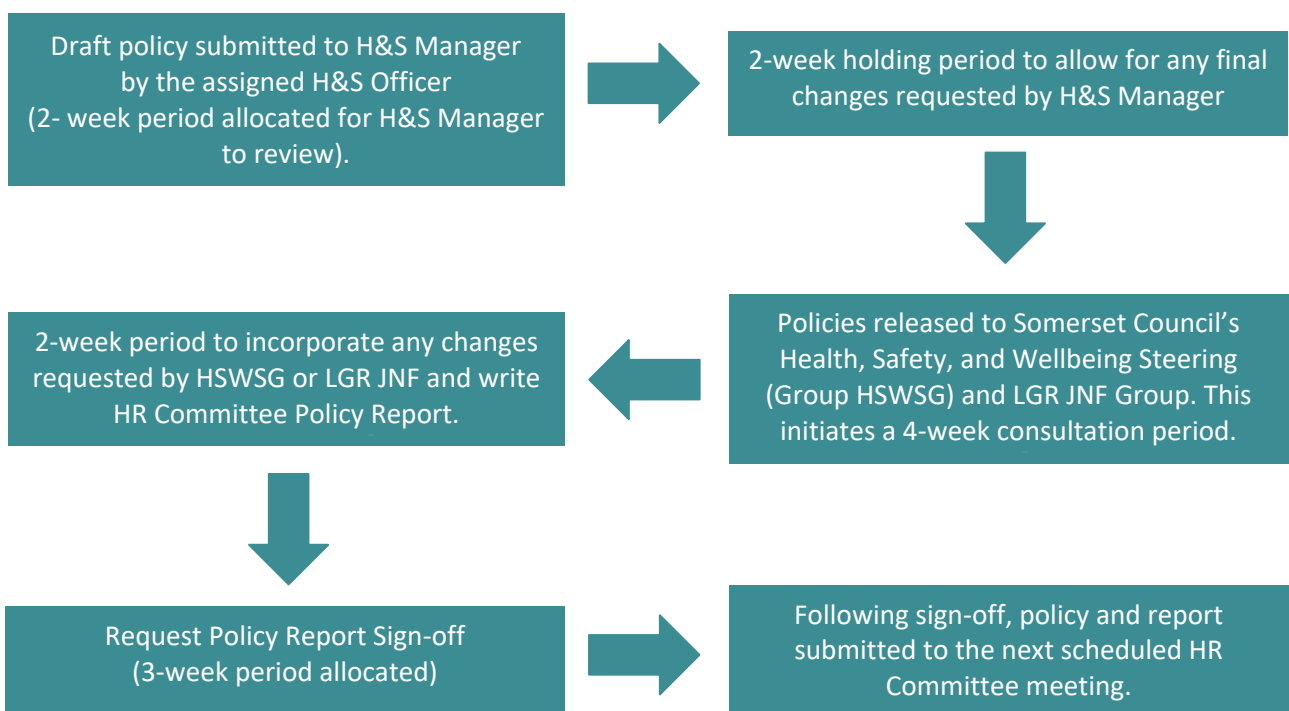 Draft policy submitted to H&S Manager
by the assigned H&S Officer
(2- week period allocated for H&S Manager
to review).
2-week holding period to allow for any final
changes requested by H&S Manager
Policies released to Somerset Council’s
Health, Safety, and Wellbeing Steering
(Group HSWSG) and LGR JNF Group. This
initiates a 4-week consultation period.
2-week period to incorporate any changes
requested by HSWSG or LGR JNF and write
HR Committee Policy Report.
Request Policy Report Sign-off
(3-week period allocated)
Following sign-off, policy and report
submitted to the next scheduled HR
Committee meeting.